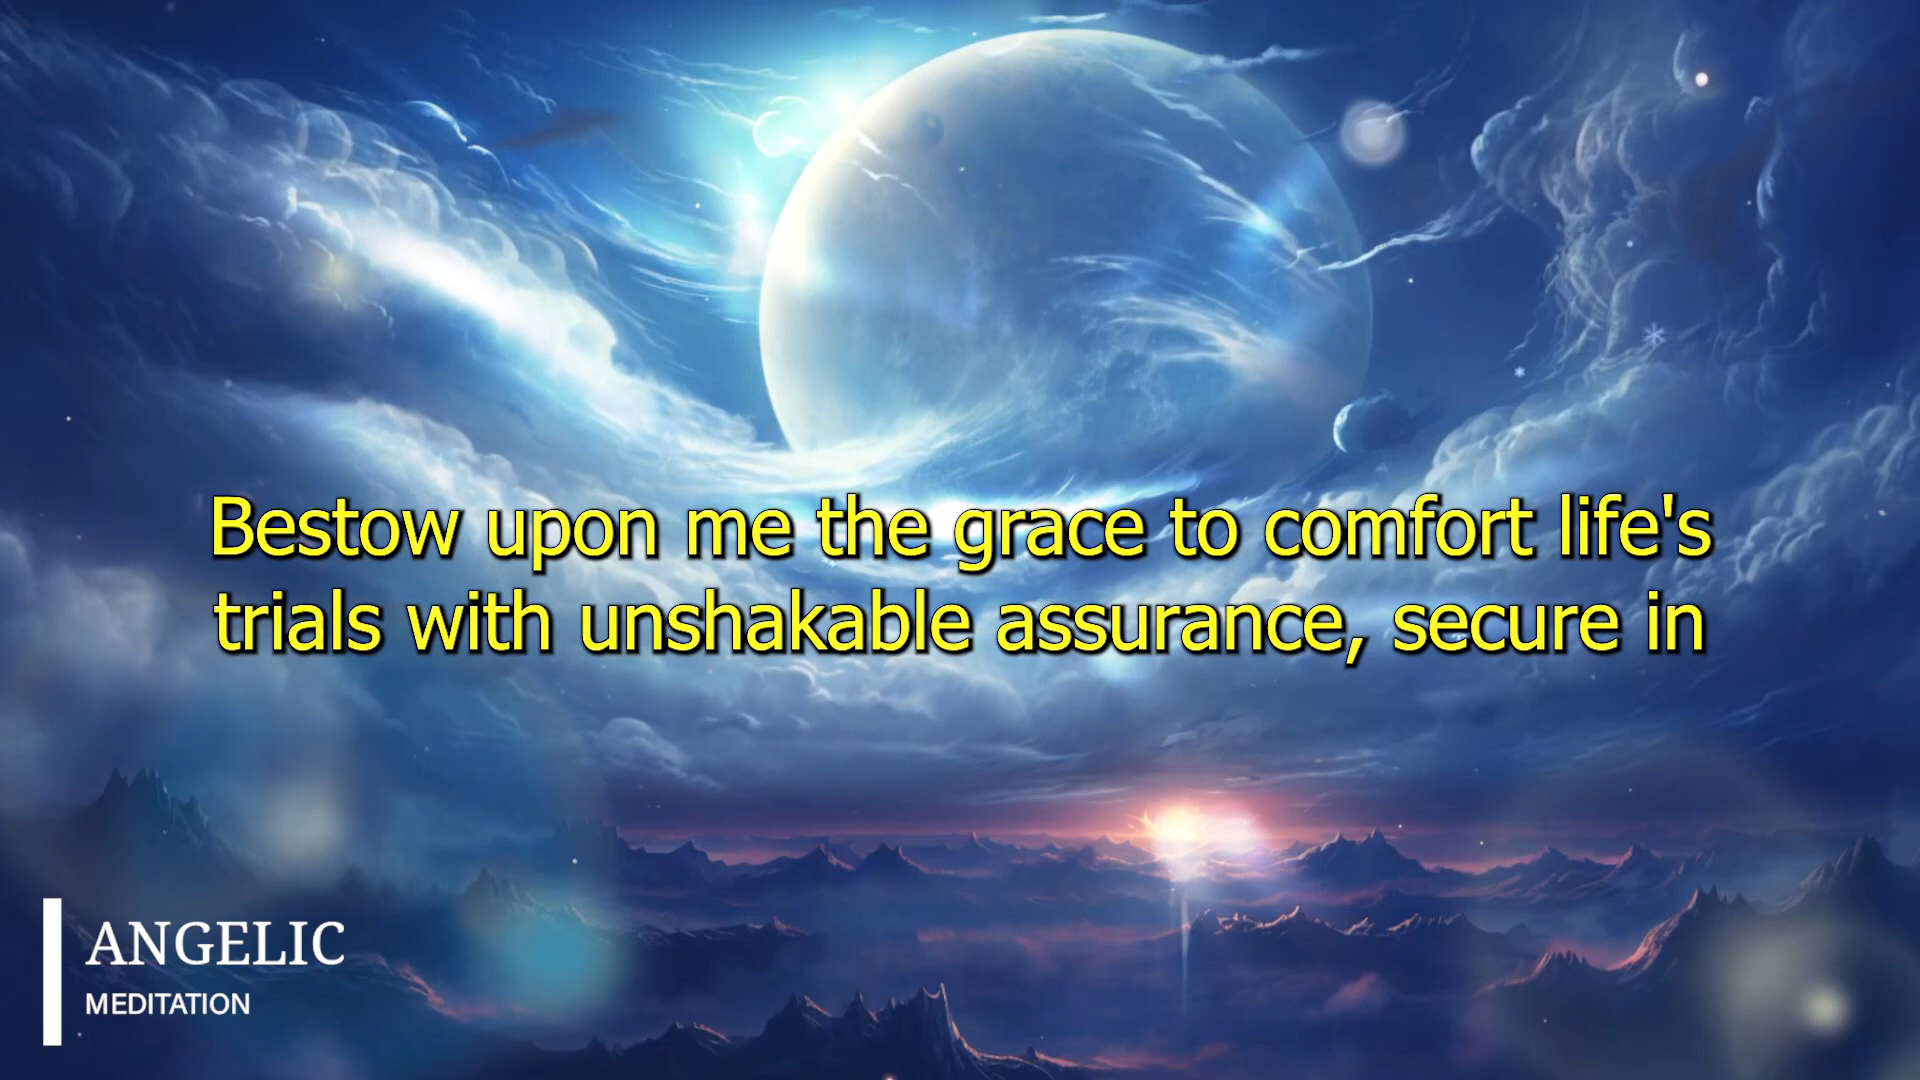 Bestow upon me the grace to comfort life's
trials with unshakable assurance, secure in
ANGELIC
MEDITATION